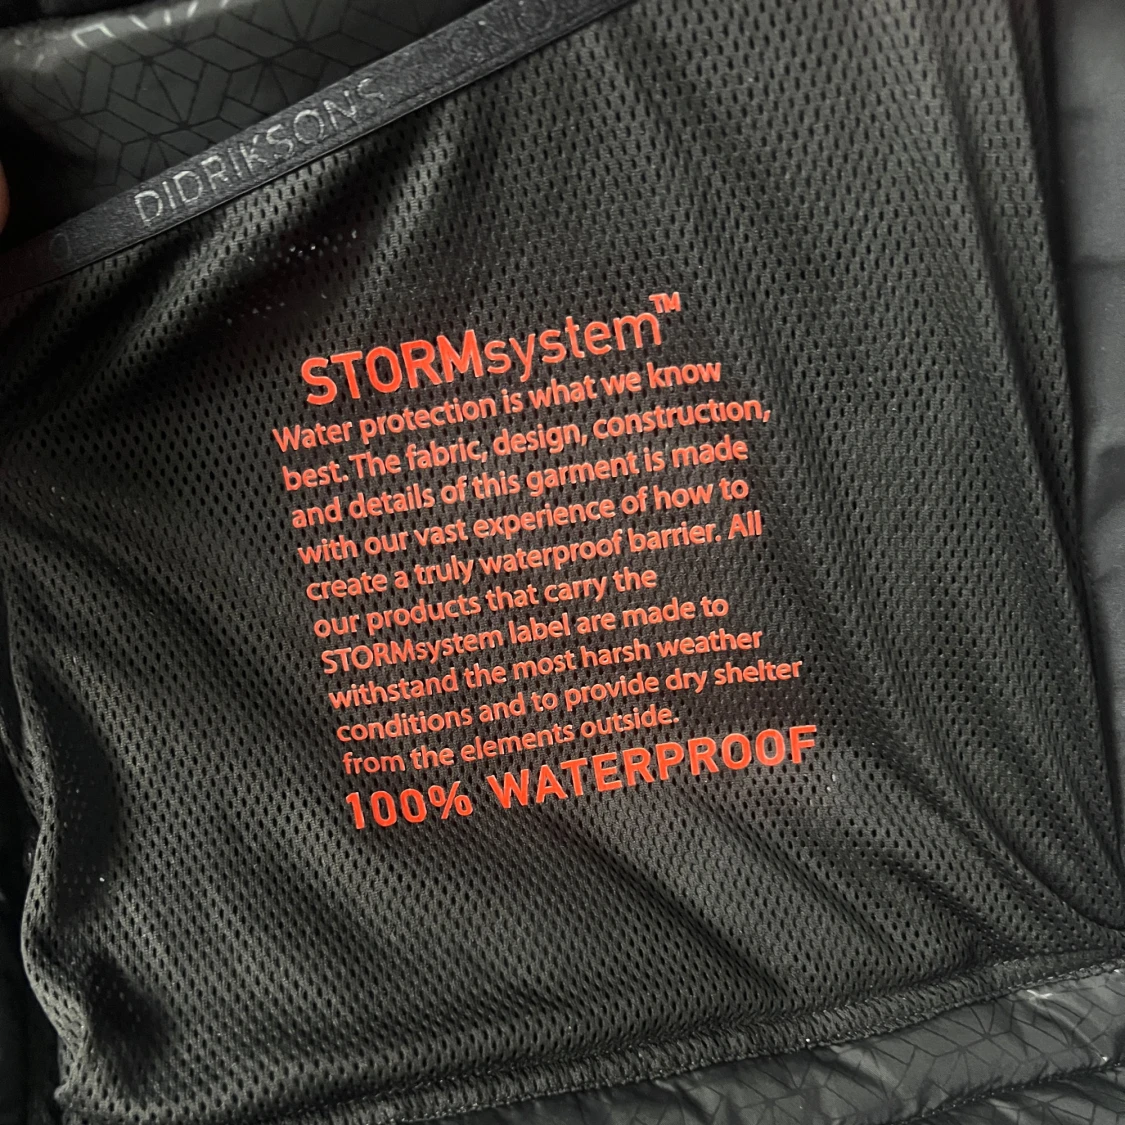 DIDRIKSONS
STORMsystem™
Water protection is what we know
best. The fabric, design, construction,
and details of this garment is made
with our vast experience of how to
create a truly waterproof barrier. All
our products that carry the
STORMsystem label are made to
withstand the most harsh weather
conditions and to provide dry shelter
from the elements outside.
100% WATERPROOF